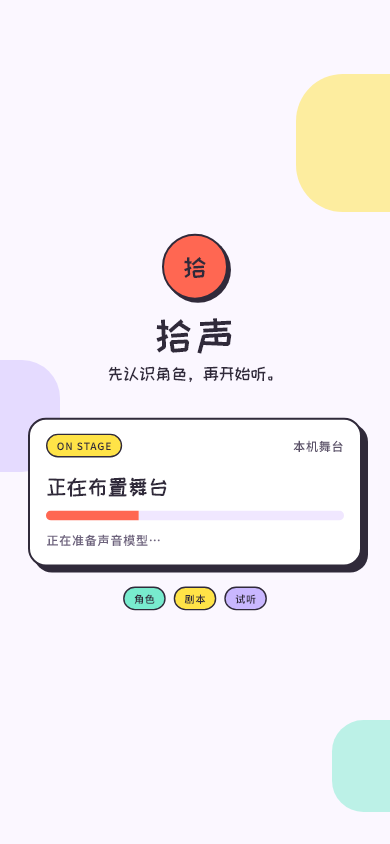 拾
拾声
先认识角色，再开始听。
ON STAGE
本机舞台
正在布置舞台
正在准备声音模型…
角色
剧本
试听